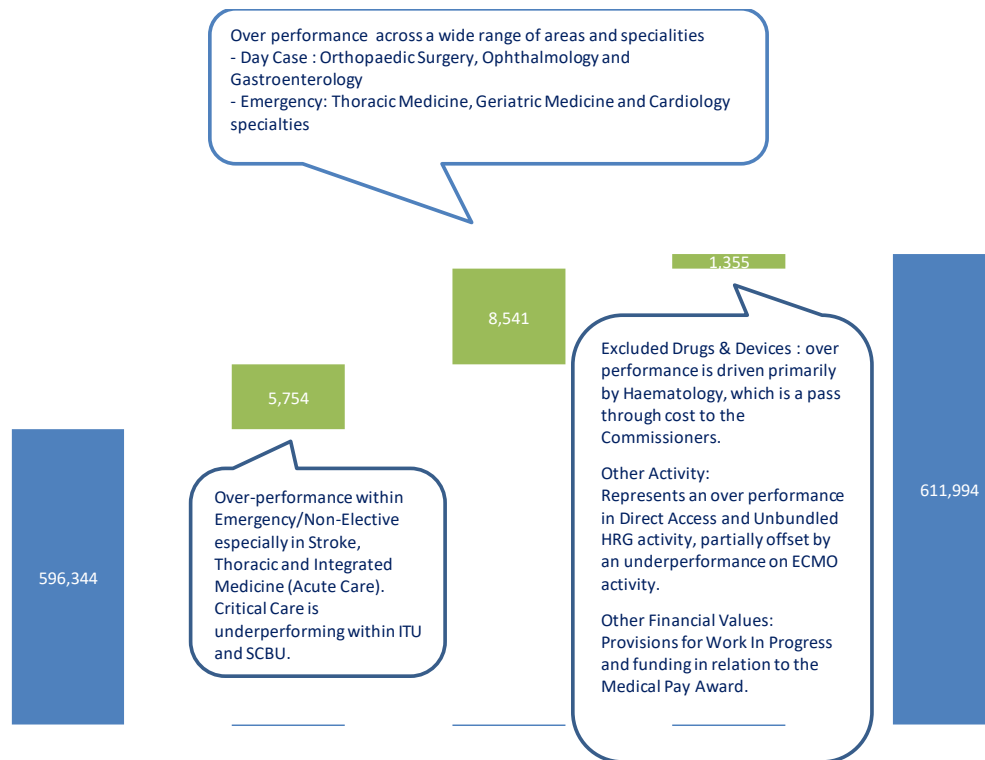 Over performance across a wide range of areas and specialities
- Day Case : Orthopaedic Surgery, Ophthalmology and
Gastroenterology
- Emergency: Thoracic Medicine, Geriatric Medicine and Cardiology
specialties
1,355
8,541
5,754
596,344
611,994
Over-performance within
Emergency/Non-Elective
especially in Stroke,
Thoracic and Integrated
Medicine (Acute Care).
Critical Care is
underperforming within ITU
and SCBU.
Excluded Drugs & Devices : over
performance is driven primarily
by Haematology, which is a pass
through cost to the
Commissioners.
Other Activity:
Represents an over performance
in Direct Access and Unbundled
HRG activity, partially offset by
an underperformance on ECMO
activity.
Other Financial Values:
Provisions for Work In Progress
and funding in relation to the
Medical Pay Award.